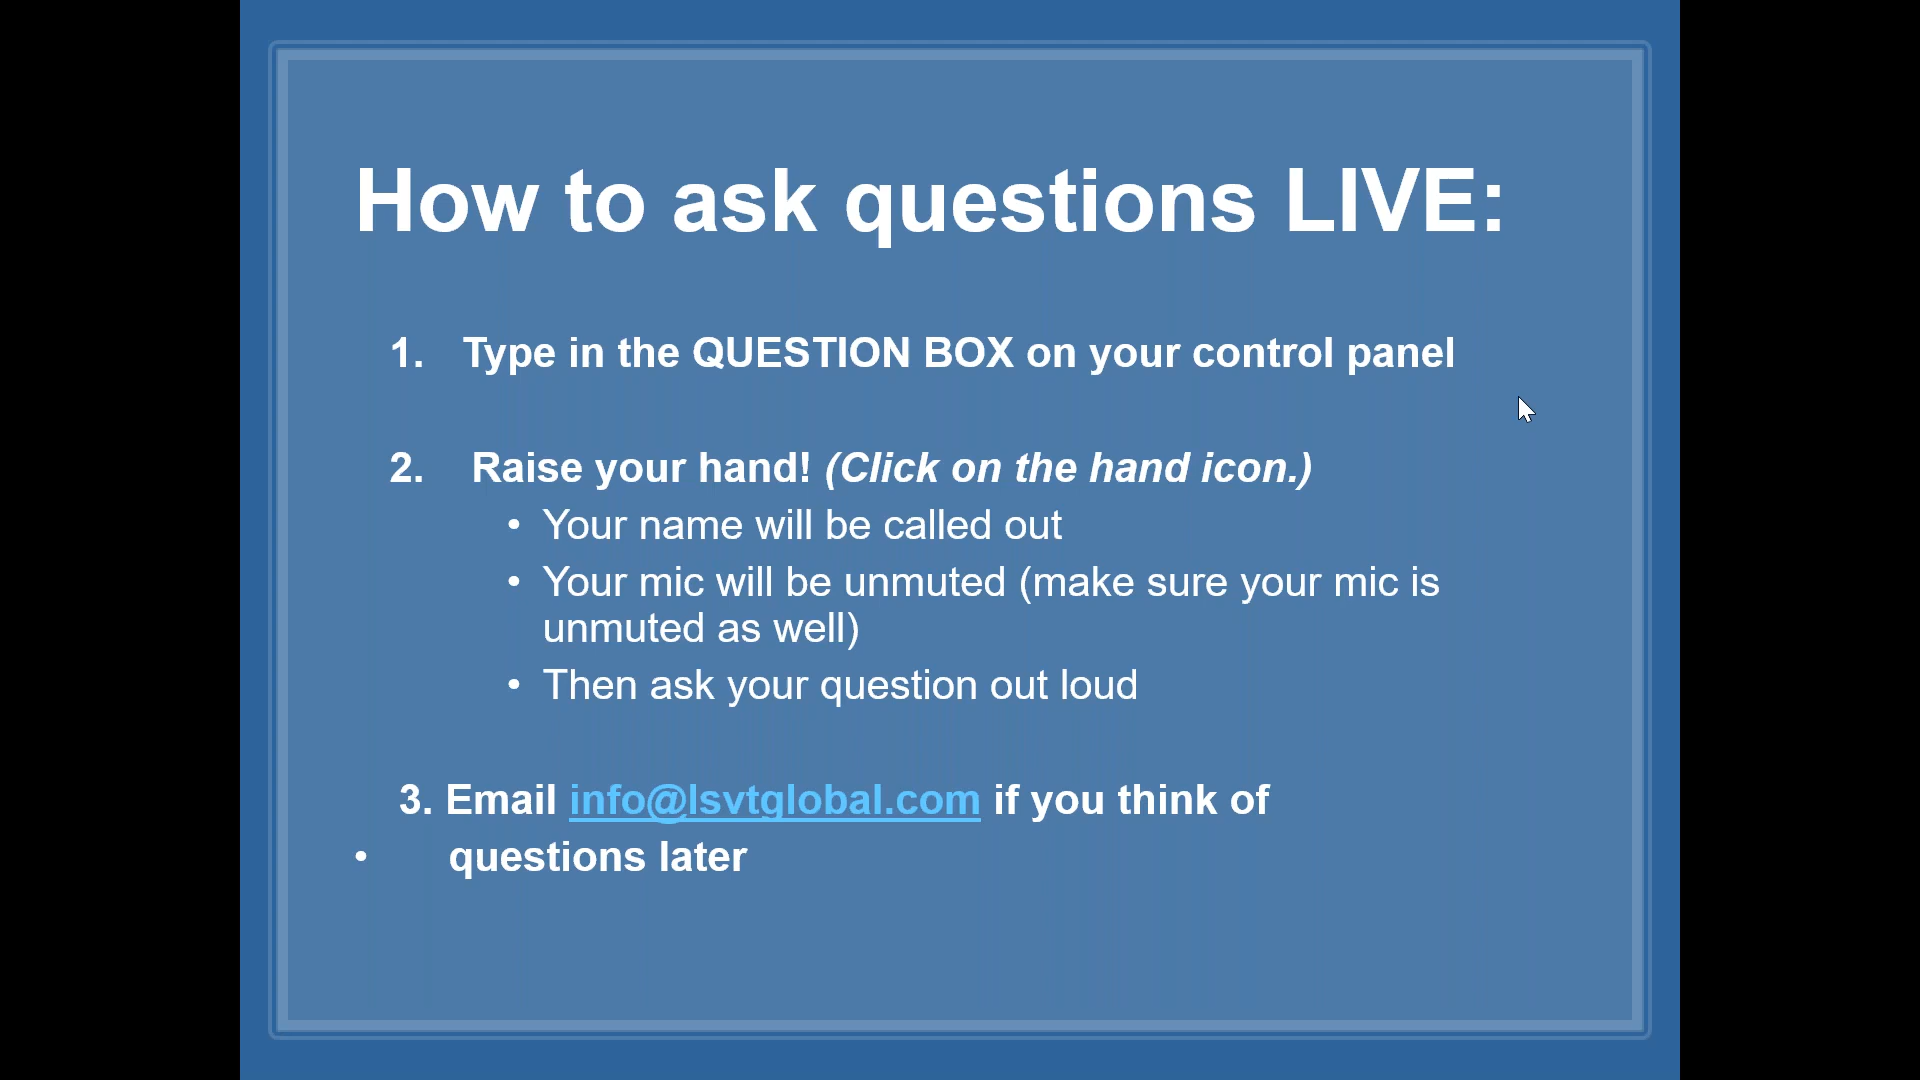 How to ask questions LIVE:
1. Type in the QUESTION BOX on your control panel
2. Raise your hand! (Click on the hand icon.)
• Your name will be called out
• Your mic will be unmuted (make sure your mic is
unmuted as well)
• Then ask your question out loud
3. Email info@lsvtglobal.com if you think of
• questions later